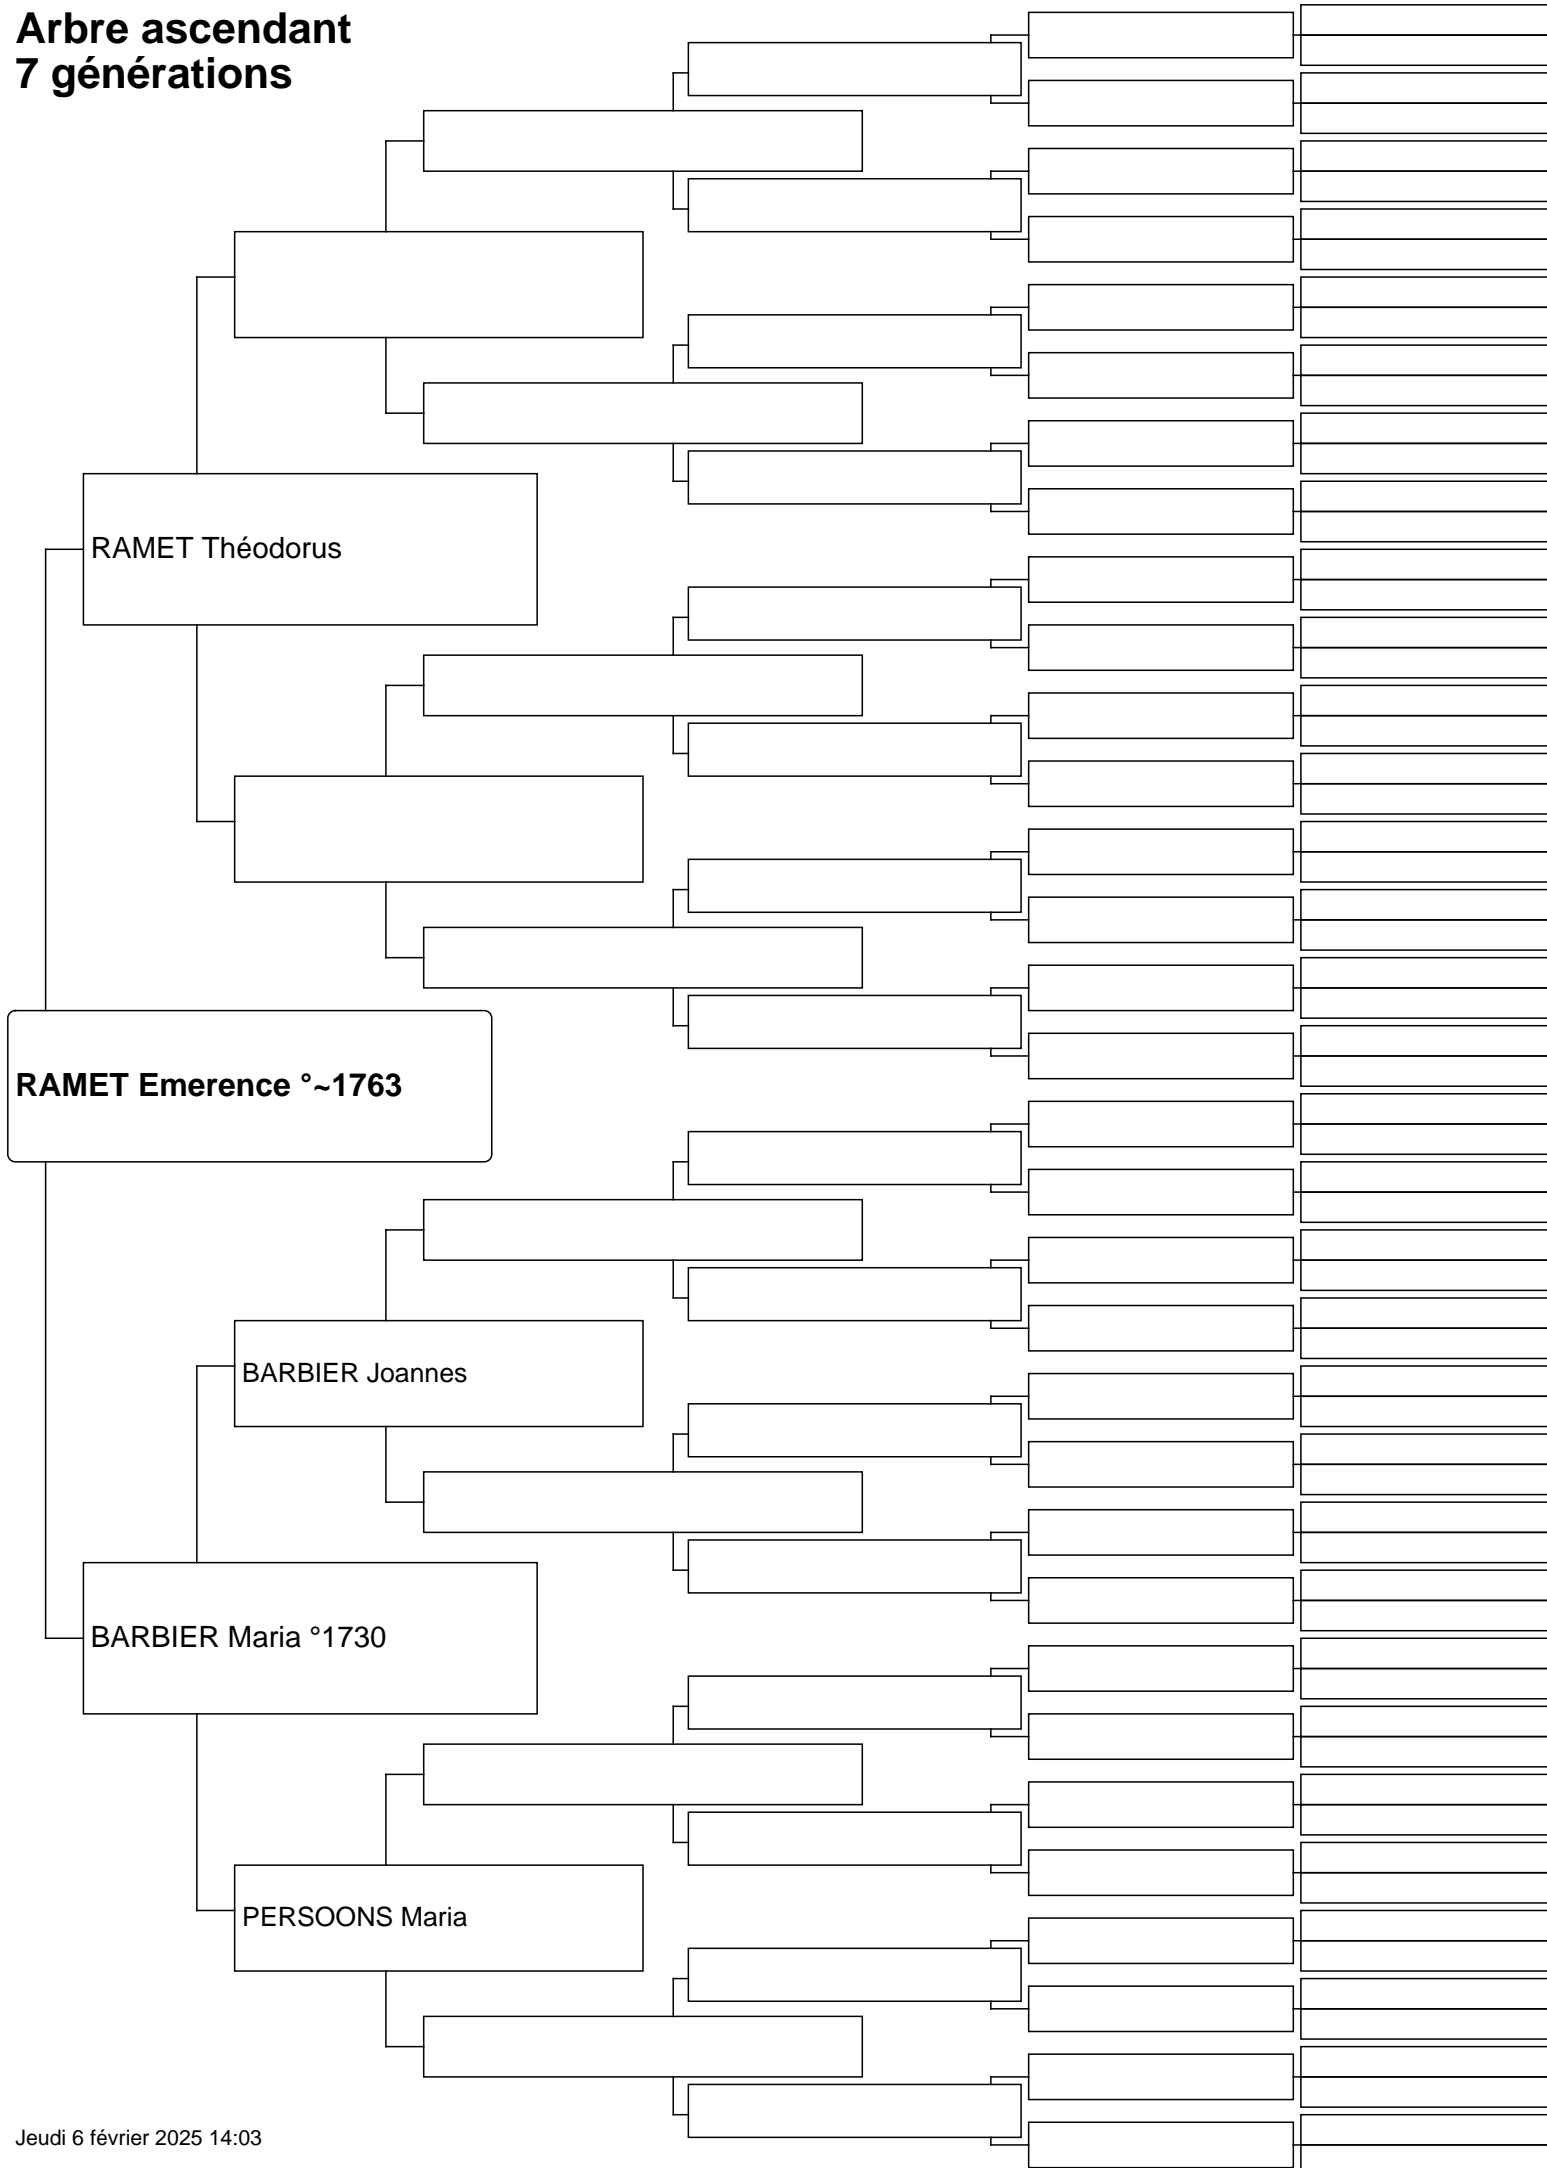 Arbre ascendant
7 générations
RAMET Théodorus
RAMET Emerence °~1763
BARBIER Joannes
BARBIER Maria °1730
PERSOONS Maria
Jeudi 6 février 2025 14:03